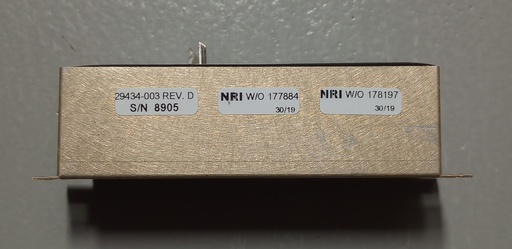 29434-003 REV. D
S/N 8905
NRI W/O 177884
30/19
NRI W/O 178197
30/19